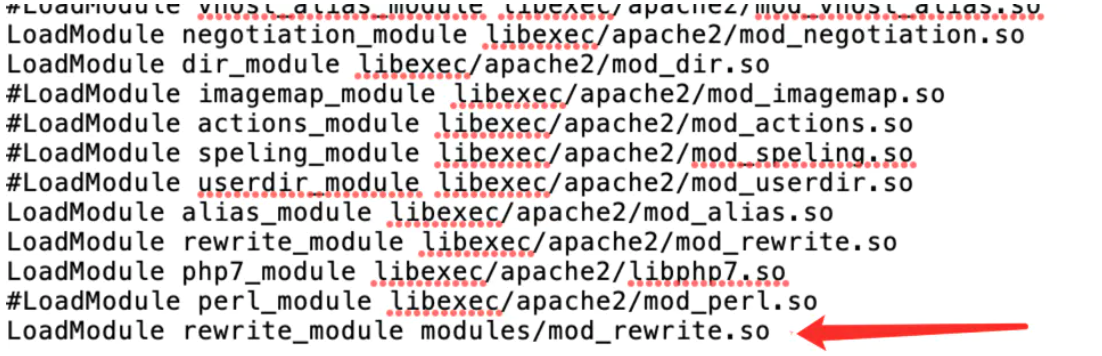 #LoadModule vhost_alias_module libexec/apache2/mod_vhost_alias.so
LoadModule negotiation_module libexec/apache2/mod_negotiation.so
LoadModule dir_module libexec/apache2/mod_dir.so
#LoadModule imagemap_module libexec/apache2/mod_imagemap.so
#LoadModule actions_module libexec/apache2/mod_actions.so
#LoadModule speling_module libexec/apache2/mod_speling.so
#LoadModule userdir_module libexec/apache2/mod_userdir.so
LoadModule alias_module libexec/apache2/mod_alias.so
LoadModule rewrite_module libexec/apache2/mod_rewrite.so
LoadModule php7_module libexec/apache2/libphp7.so
#LoadModule perl_module libexec/apache2/mod_perl.so
LoadModule rewrite_module modules/mod_rewrite.so